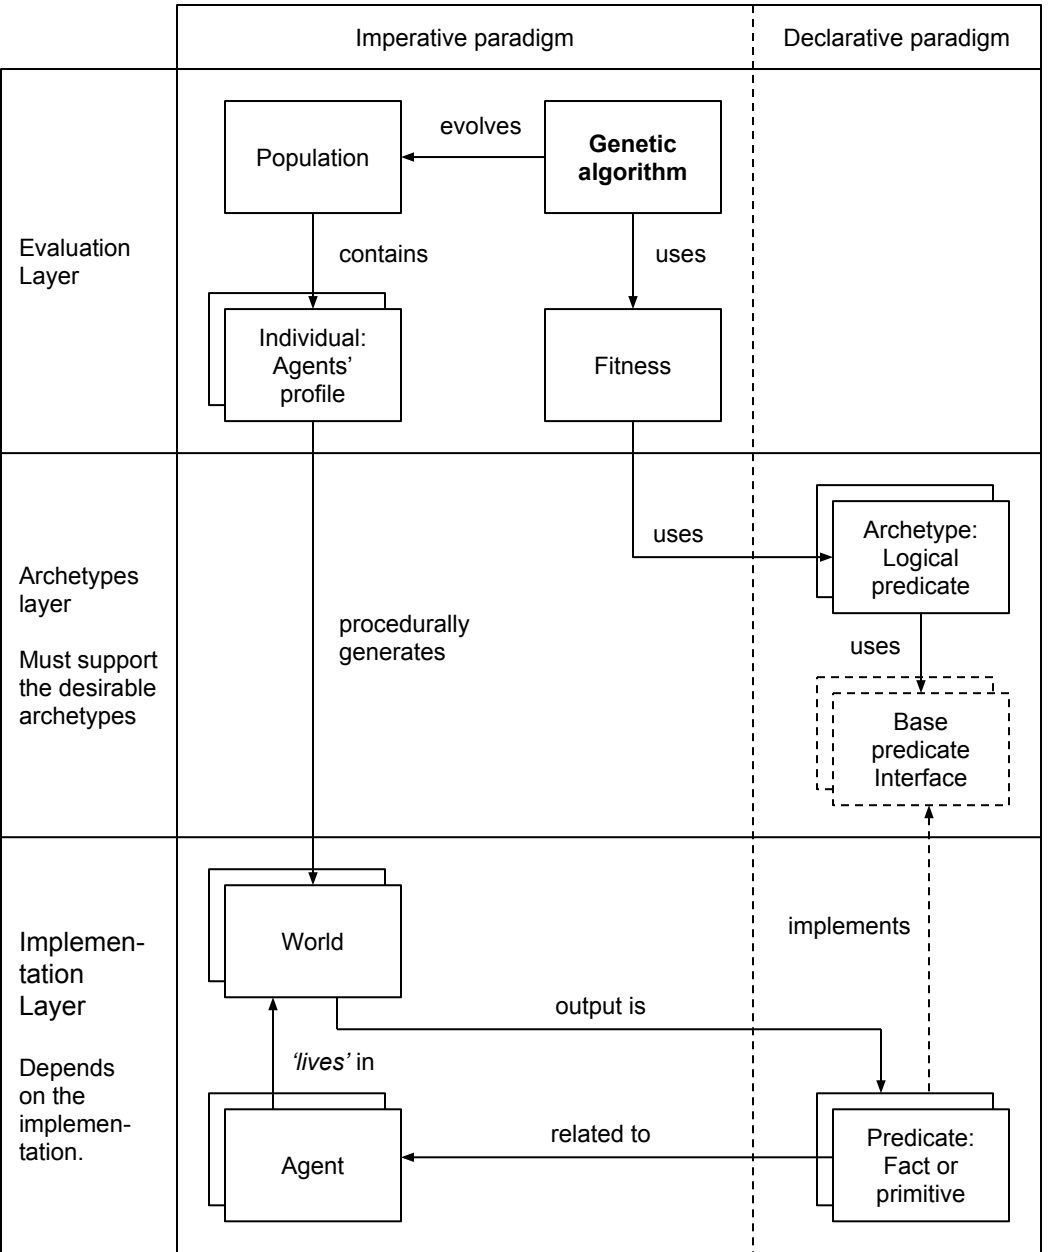 Imperative paradigm
Declarative paradigm
Evaluation
Layer
Population
evolves
Genetic
algorithm
contains
uses
Individual:
Agents’
profile
Fitness
Archetypes
layer
Must support
the desirable
archetypes
procedurally
generates
uses
Archetype:
Logical
predicate
uses
Base
predicate
Interface
Implemen-
tation
Layer
Depends
on the
implemen-
tation.
World
implements
output is
‘lives’ in
Agent
related to
Predicate:
Fact or
primitive